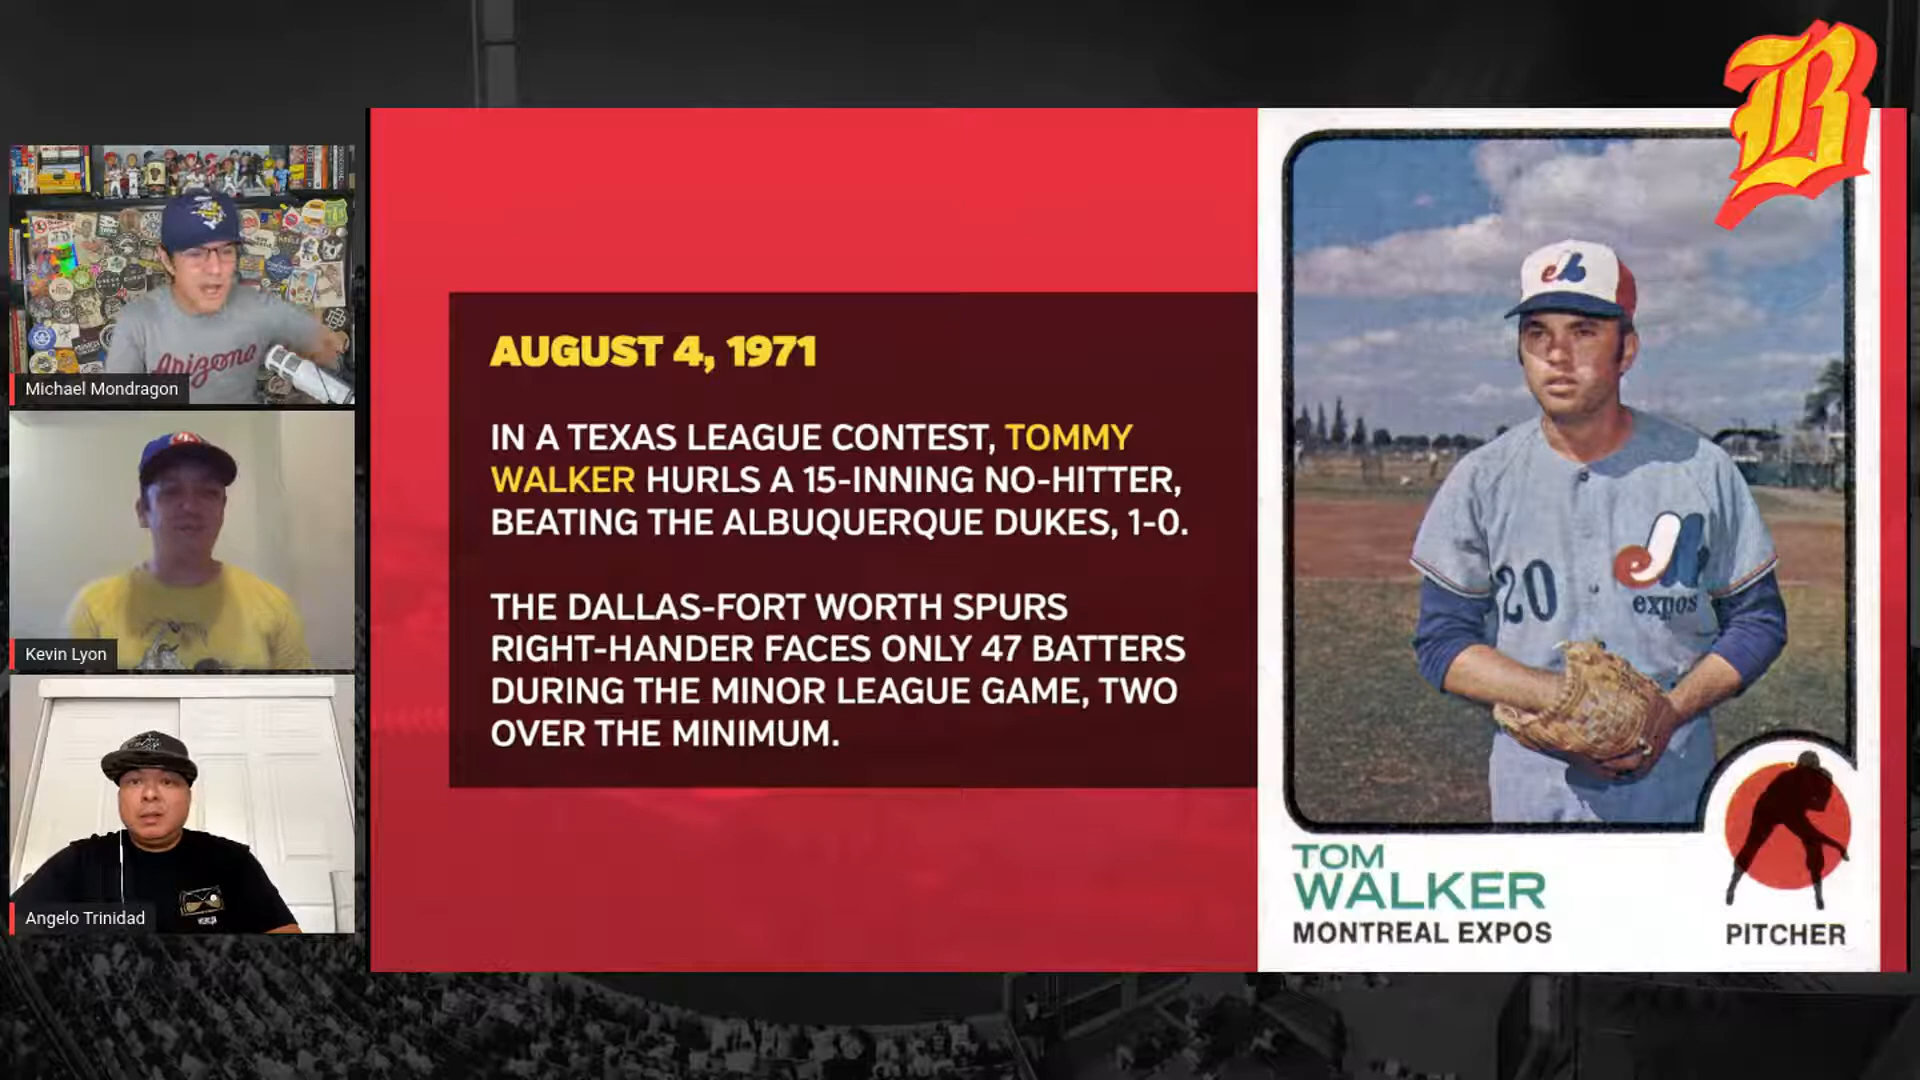 AUGUST 4, 1971
IN A TEXAS LEAGUE CONTEST, TOMMY
WALKER HURLS A 15-INNING NO-HITTER,
BEATING THE ALBUQUERQUE DUKES, 1-0.
THE DALLAS-FORT WORTH SPURS
RIGHT-HANDER FACES ONLY 47 BATTERS
DURING THE MINOR LEAGUE GAME, TWO
OVER THE MINIMUM.
B
20
expos
TOM
WALKER
MONTREAL EXPOS
PITCHER
Arizona
Michael Mondragon
Kevin Lyon
Angelo Trinidad